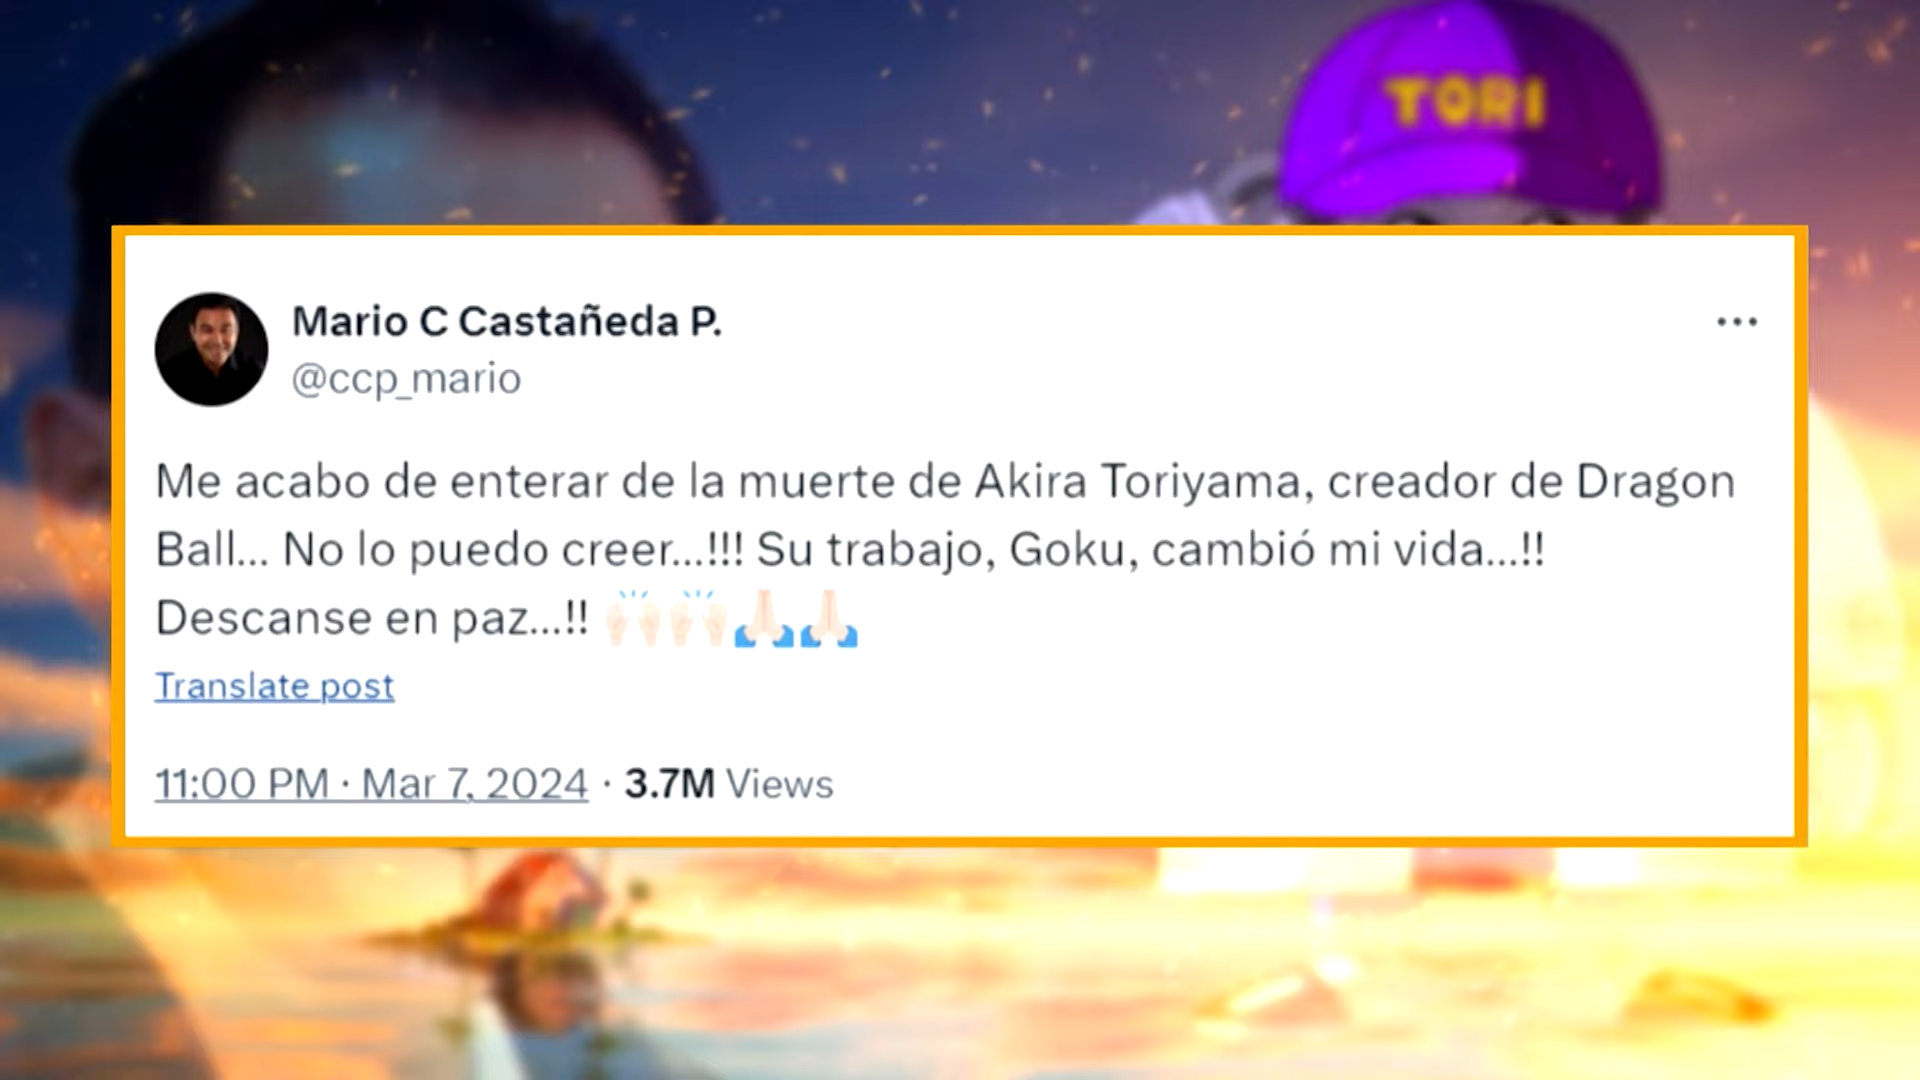 TORI
Mario C Castañeda P.
@ccp_mario
Me acabo de enterar de la muerte de Akira Toriyama, creador de Dragon
Ball... No lo puedo creer...!!! Su trabajo, Goku, cambió mi vida...!!
Descanse en paz...!! 🙌🏻🙌🏻🙏🏻🙏🏻
Translate post
11:00 PM · Mar 7, 2024 · 3.7M Views